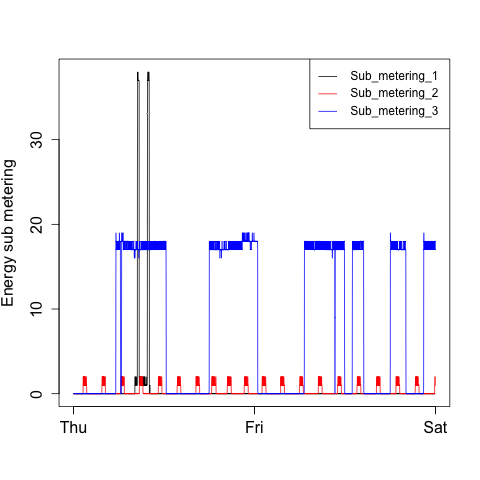 Sub_metering_1
Sub_metering_2
Sub_metering_3
Energy sub metering
30
20
10
0
Thu
Fri
Sat